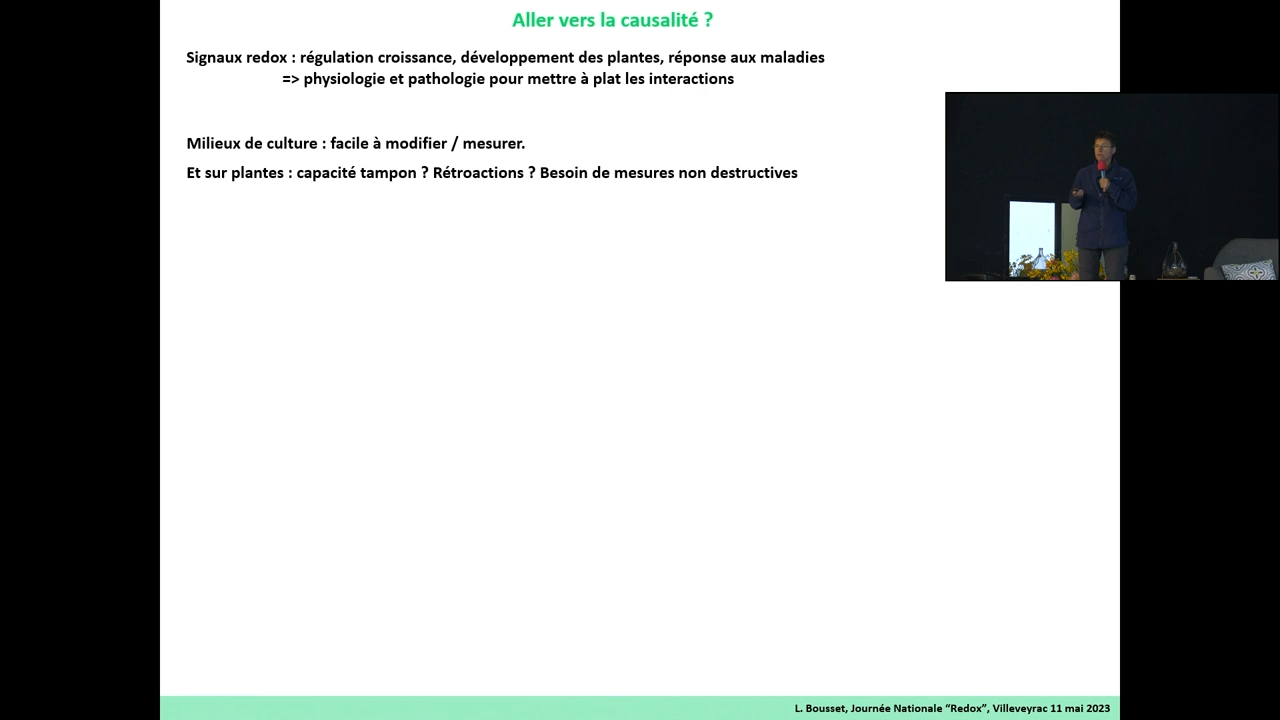 Aller vers la causalité ?
Signaux redox : régulation croissance, développement des plantes, réponse aux maladies
=> physiologie et pathologie pour mettre à plat les interactions
Milieux de culture : facile à modifier / mesurer.
Et sur plantes : capacité tampon ? Rétroactions ? Besoin de mesures non destructives
L. Bousset, Journée Nationale “Redox”, Villeveyrac 11 mai 2023